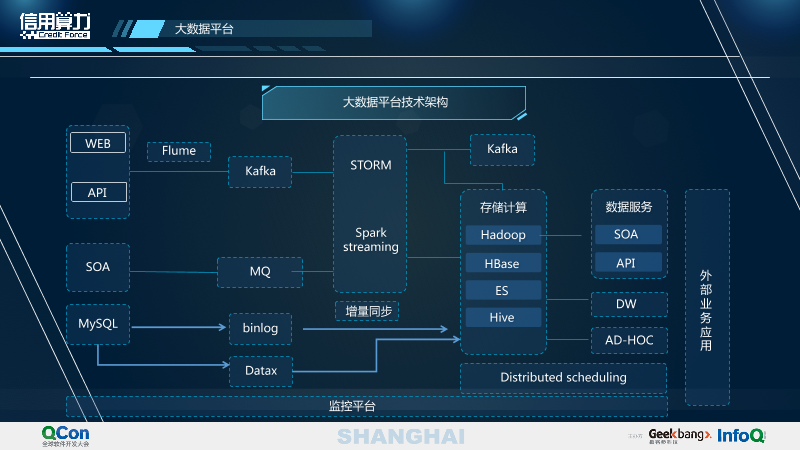 信用算力
Credit Force
大数据平台
大数据平台技术架构
WEB
API
Flume
Kafka
STORM
Spark
streaming
Kafka
存储计算
Hadoop
HBase
ES
Hive
数据服务
SOA
API
DW
AD-HOC
外部业务应用
SOA
MQ
MySQL
binlog
Datax
增量同步
Distributed scheduling
监控平台
QCon
全球软件开发大会
SHANGHAI
Geekbang>.
极客邦科技
InfoQ